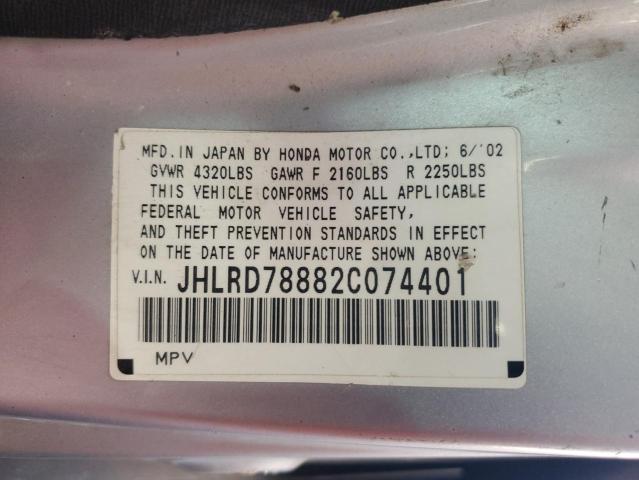 MFD.IN JAPAN BY HONDA MOTOR CO.,LTD; 6/'02
GVWR 4320LBS GAWR F 2160LBS R 2250LBS
THIS VEHICLE CONFORMS TO ALL APPLICABLE
FEDERAL MOTOR VEHICLE SAFETY,
AND THEFT PREVENTION STANDARDS IN EFFECT
ON THE DATE OF MANUFACTURE SHOWN ABOVE:
V.I.N. JHLRD78882C074401
MPV